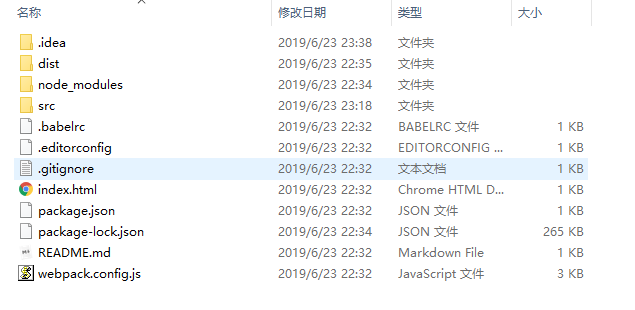 名称 修改日期 类型 大小
.idea 2019/6/23 23:38 文件夹
dist 2019/6/23 22:35 文件夹
node_modules 2019/6/23 22:34 文件夹
src 2019/6/23 23:18 文件夹
.babelrc 2019/6/23 22:32 BABELRC 文件 1 KB
.editorconfig 2019/6/23 22:32 EDITORCONFIG ... 1 KB
.gitignore 2019/6/23 22:32 文本文档 1 KB
index.html 2019/6/23 22:32 Chrome HTML D... 1 KB
package.json 2019/6/23 22:32 JSON 文件 1 KB
package-lock.json 2019/6/23 22:34 JSON 文件 265 KB
README.md 2019/6/23 22:32 Markdown File 1 KB
webpack.config.js 2019/6/23 22:32 JavaScript 文件 3 KB